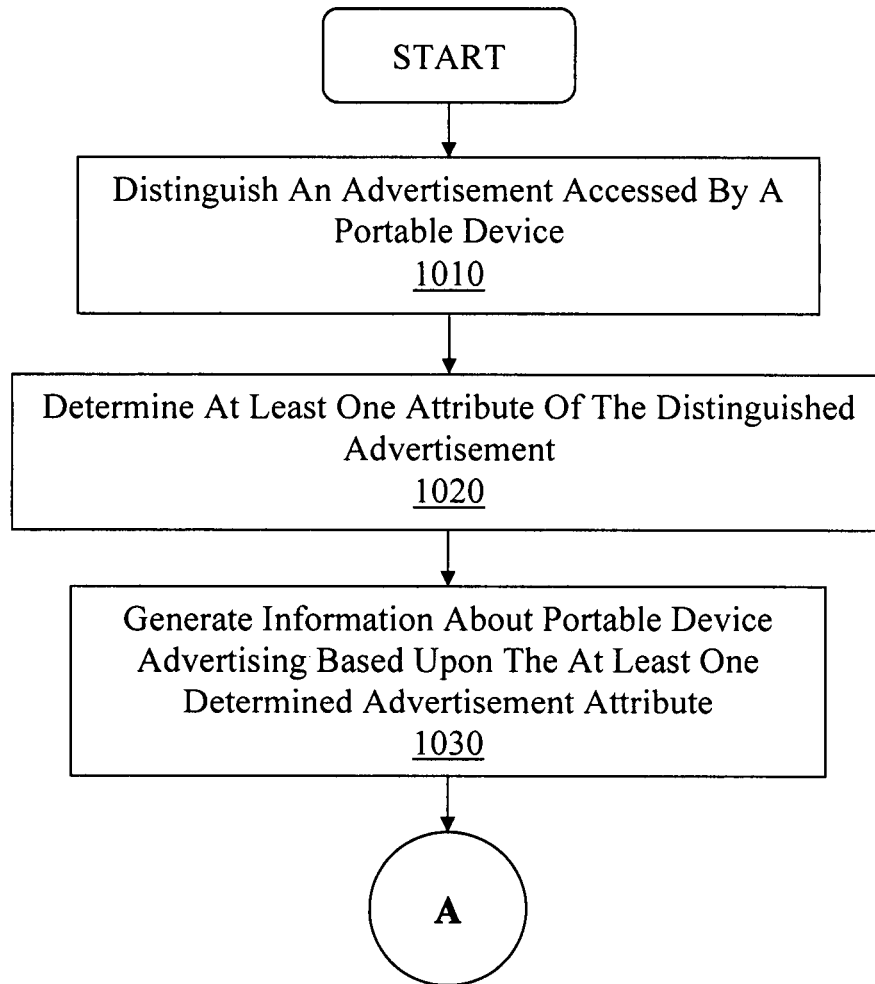 START
Distinguish An Advertisement Accessed By A
Portable Device
1010
Determine At Least One Attribute Of The Distinguished
Advertisement
1020
Generate Information About Portable Device
Advertising Based Upon The At Least One
Determined Advertisement Attribute
1030
A